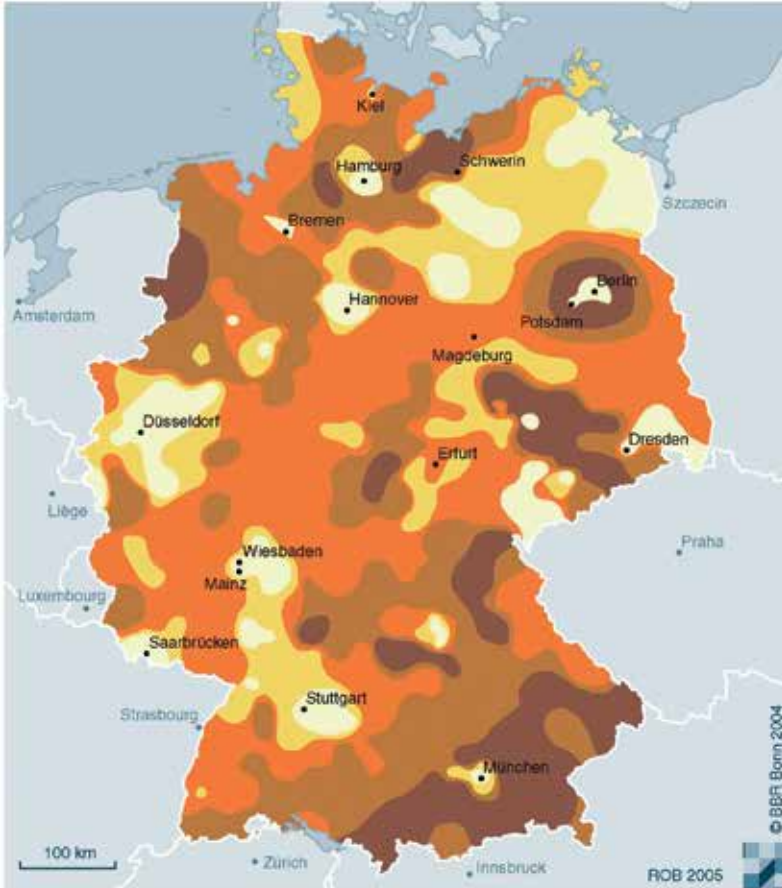 Kiel
Hamburg
Schwerin
Szczecin
Bremen
Berlin
Hannover
Potsdam
Amsterdam
Magdeburg
Düsseldorf
Dresden
Erfurt
Liège
Praha
Wiesbaden
Mainz
Luxembourg
Saarbrücken
Stuttgart
Strasbourg
München
© BBR Bonn 2004
100 km
Zürich
Innsbruck
ROB 2005